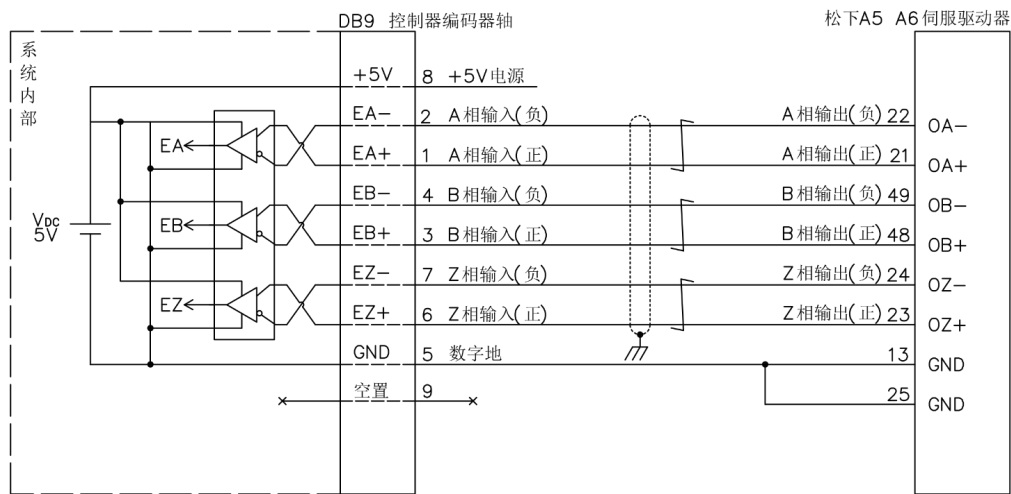 DB9 控制器编码器轴
松下A5 A6伺服驱动器
系统内部
+5V 8 +5V电源
EA- 2 A相输入(负) A相输出(负) 22 OA-
EA
EA+ 1 A相输入(正) A相输出(正) 21 OA+
EB- 4 B相输入(负) B相输出(负) 49 OB-
VDC
5V
EB
EB+ 3 B相输入(正) B相输出(正) 48 OB+
EZ- 7 Z相输入(负) Z相输出(负) 24 OZ-
EZ
EZ+ 6 Z相输入(正) Z相输出(正) 23 OZ+
GND 5 数字地 13 GND
空置 9 25 GND